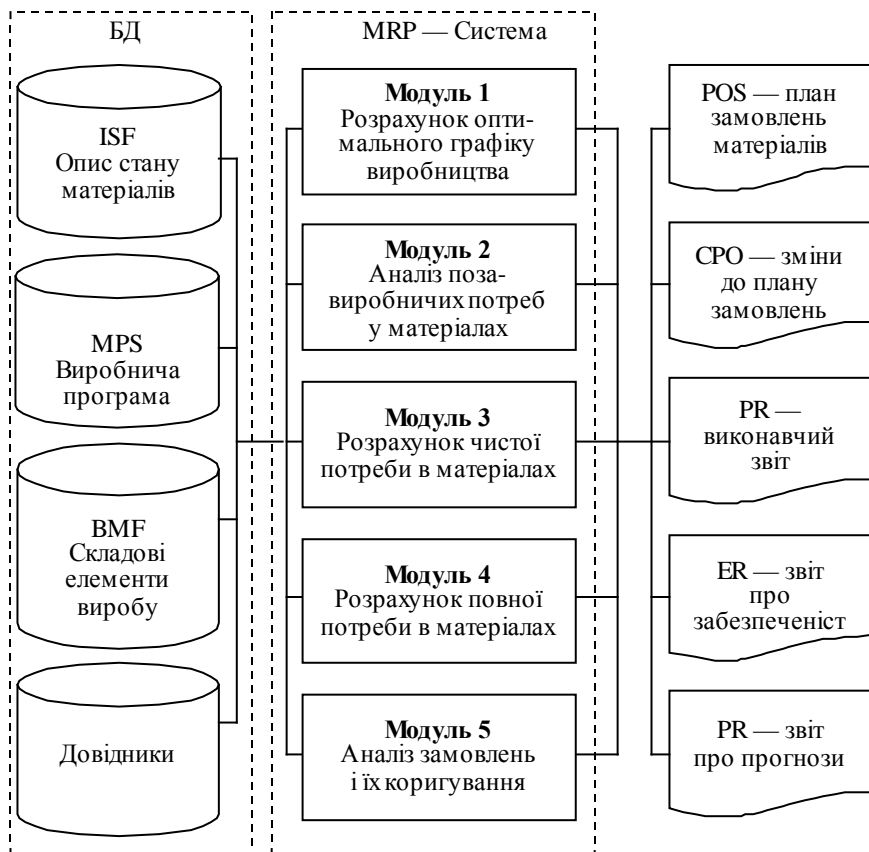 БД
ISF
Опис стану
матеріалів
MPS
Виробнича
програма
BMF
Складові
елементи
виробу
Довідники
MRP — Система
Модуль 1
Розрахунок опти-
мального графіку
виробництва
Модуль 2
Аналіз поза-
виробничих потреб
у матеріалах
Модуль 3
Розрахунок чистої
потреби в матеріалах
Модуль 4
Розрахунок повної
потреби в матеріалах
Модуль 5
Аналіз замовлень
і їх коригування
POS — план
замовлень
матеріалів
CPO — зміни
до плану
замовлень
PR —
виконавчий
звіт
ER — звіт
про
забезпеченіст
PR — звіт
про прогнози